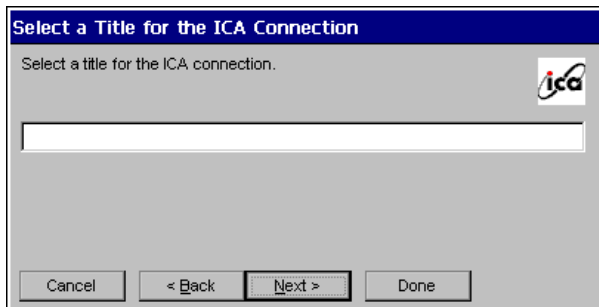 Select a Title for the ICA Connection
Select a title for the ICA connection.
ica
Cancel
< Back
Next >
Done